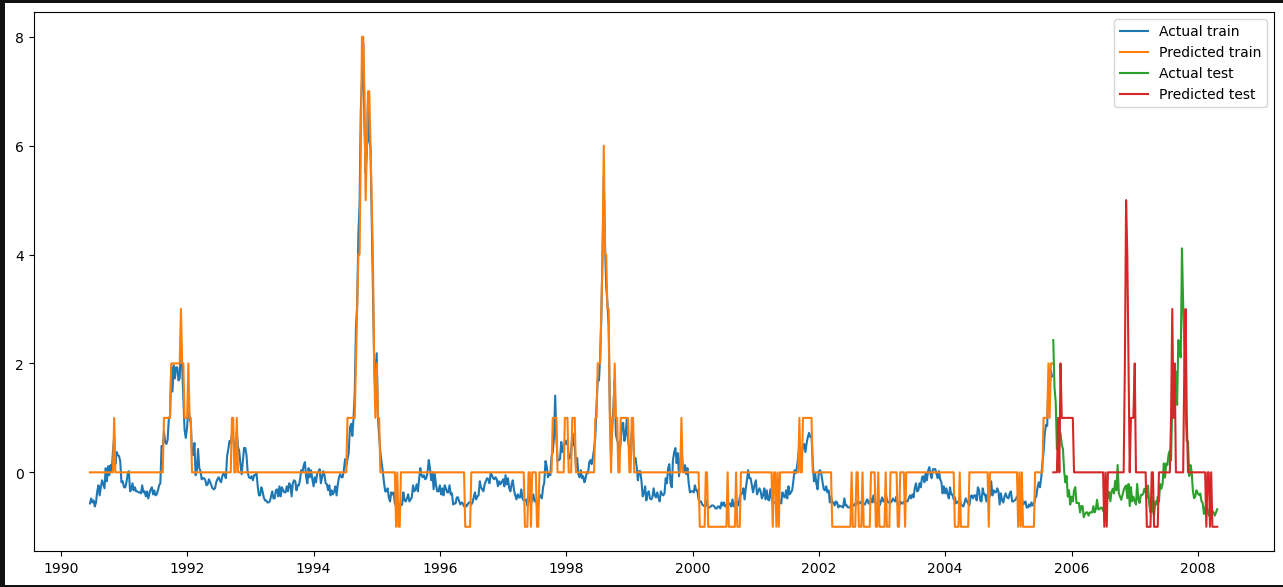 Actual train
Predicted train
Actual test
Predicted test
8
6
4
2
0
1990 1992 1994 1996 1998 2000 2002 2004 2006 2008